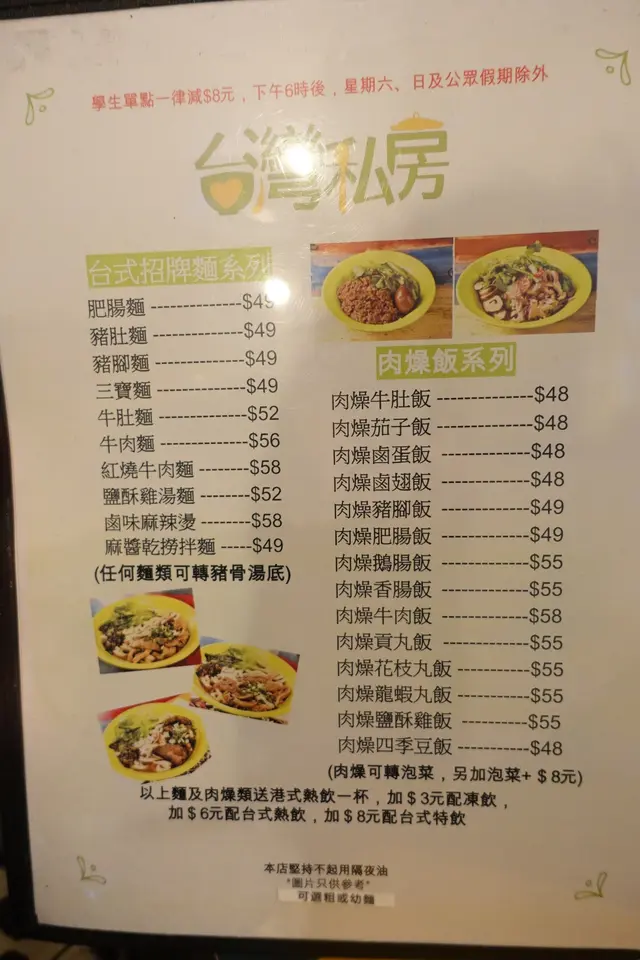 學生單點一律減$8元，下午6時後，星期六、日及公眾假期除外
台灣私房
台式招牌麵系列
肥腸麵 --------------$49
豬肚麵 -------------$49
豬腳麵 -------------$49
三寶麵 -------------$49
牛肚麵 -------------$52
牛肉麵 -------------$56
紅燒牛肉麵 --------$58
鹽酥雞湯麵 --------$52
鹵味麻辣燙 --------$58
麻醬乾撈拌麵 -----$49
(任何麵類可轉豬骨湯底)
肉燥飯系列
肉燥牛肚飯 --------------$48
肉燥茄子飯 --------------$48
肉燥鹵蛋飯 --------------$48
肉燥鹵翅飯 --------------$48
肉燥豬腳飯 --------------$49
肉燥肥腸飯 --------------$49
肉燥鵝腸飯 -------------$55
肉燥香腸飯 -------------$55
肉燥牛肉飯 -------------$58
肉燥貢丸飯 -------------$55
肉燥花枝丸飯 -----------$55
肉燥龍蝦丸飯 -----------$55
肉燥鹽酥雞飯 ----------$55
肉燥四季豆飯 -----------$48
(肉燥可轉泡菜，另加泡菜+ $8元)
以上麵及肉燥類送港式熱飲一杯，加$3元配凍飲，
加$6元配台式熱飲，加$8元配台式特飲
本店堅持不起用隔夜油
"圖片只供參考"
可選粗或幼麵